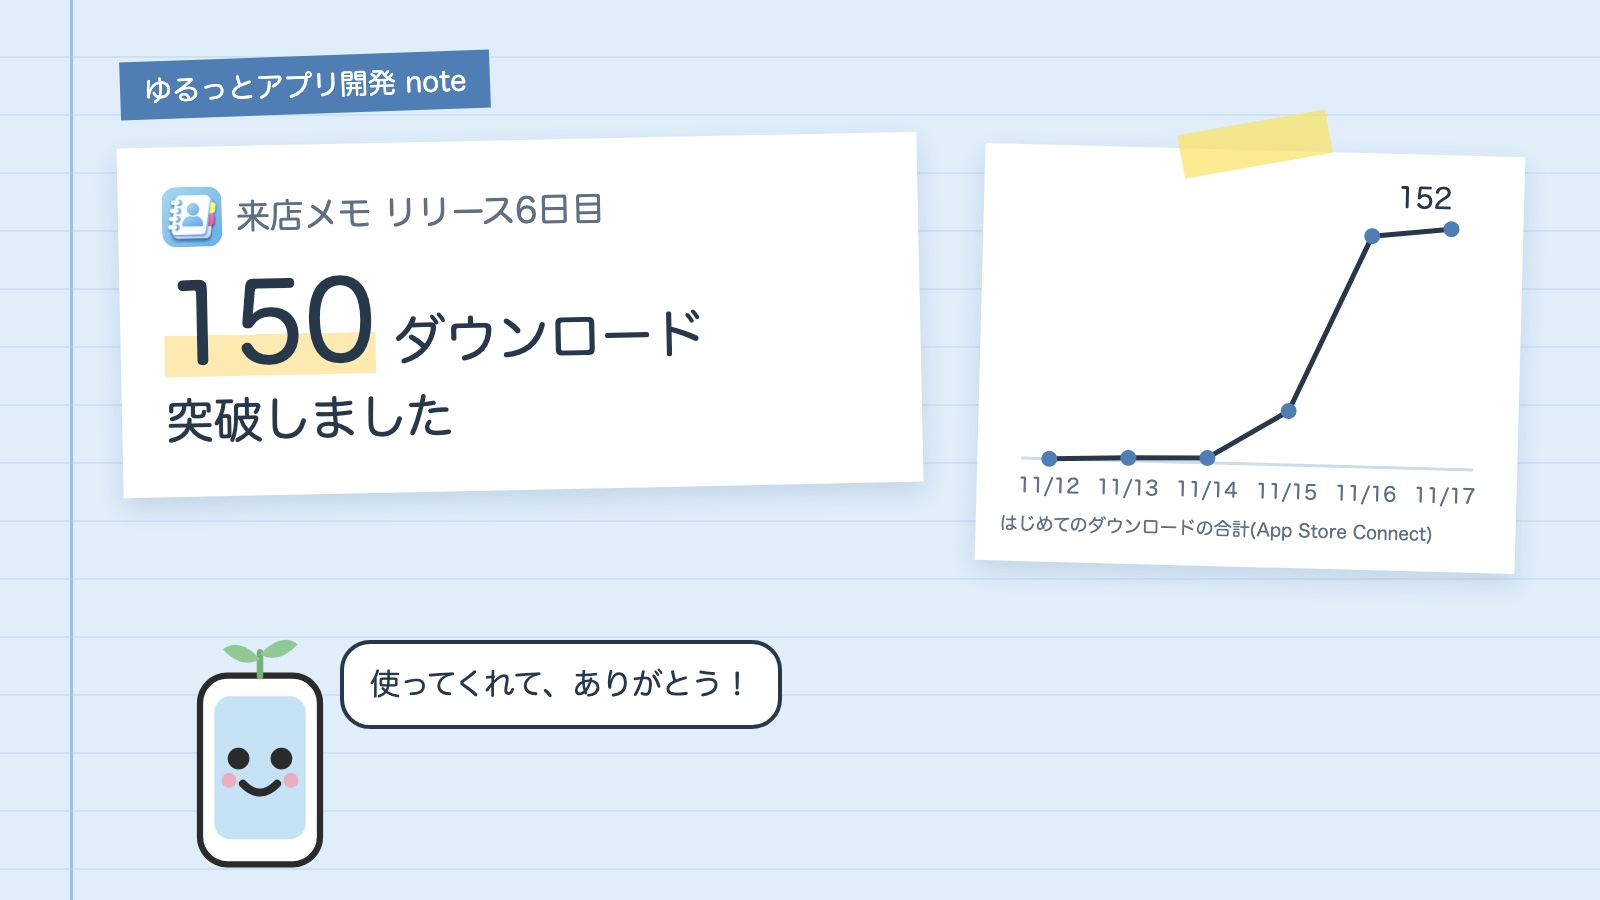 ゆるっとアプリ開発 note
来店メモ リリース6日目
150 ダウンロード
突破しました
152
11/12 11/13 11/14 11/15 11/16 11/17
はじめてのダウンロードの合計(App Store Connect)
使ってくれて、ありがとう！